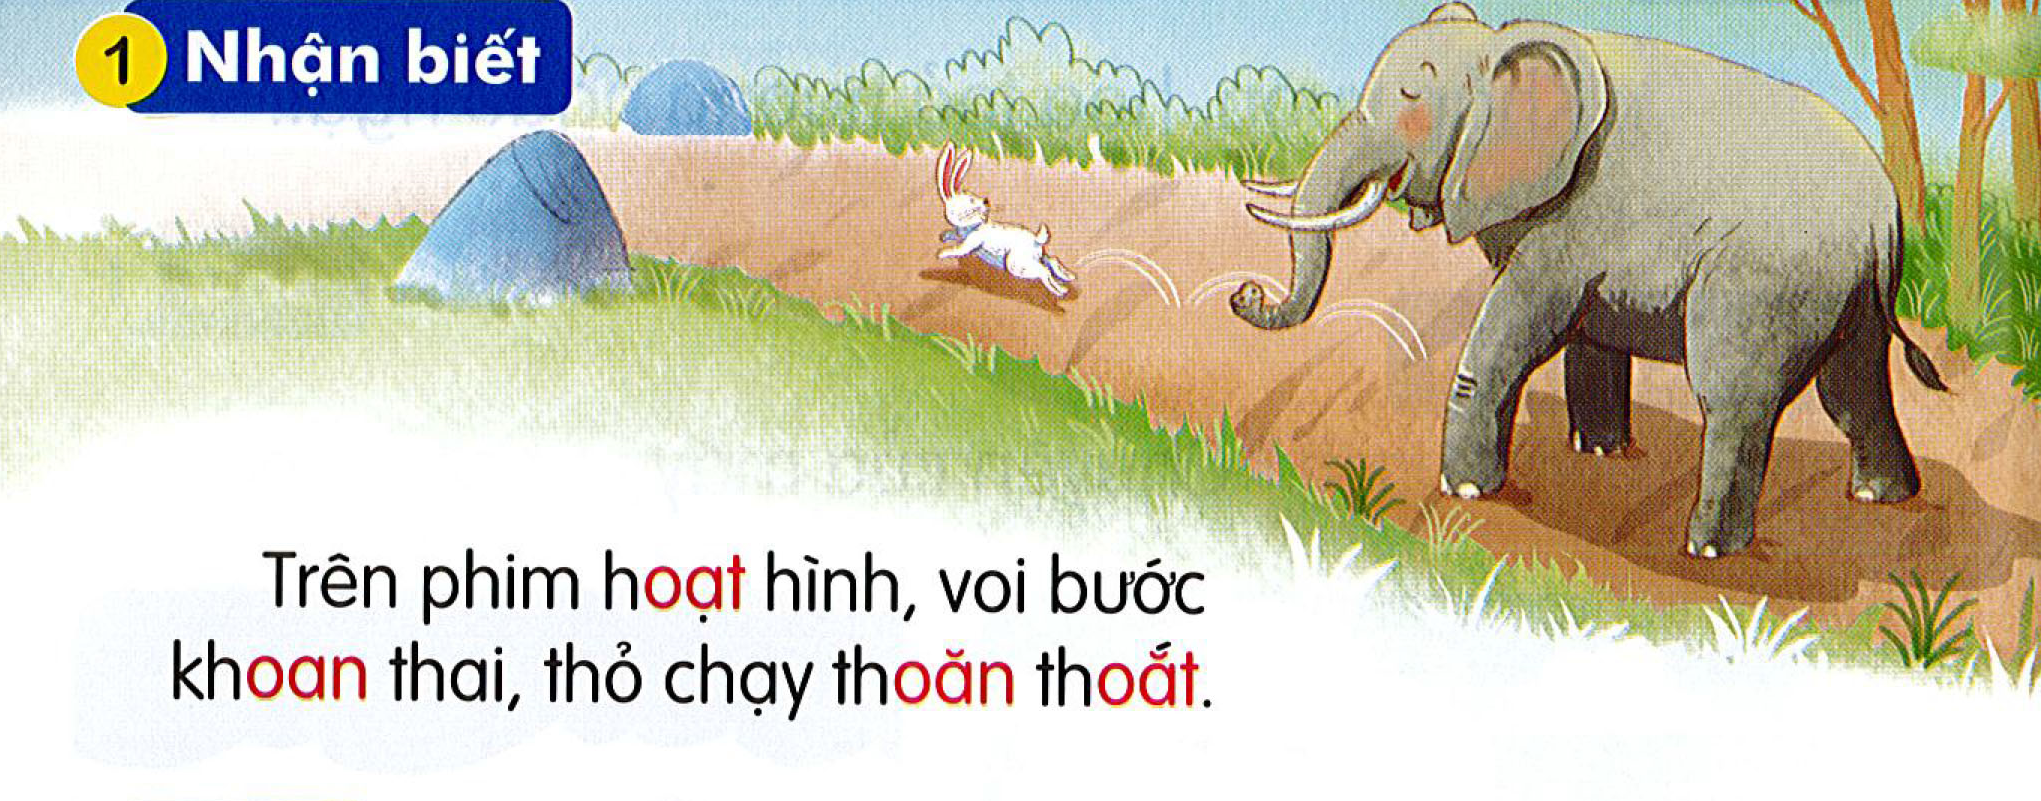 1 Nhận biết
Trên phim hoạt hình, voi bước
khoan thai, thỏ chạy thoăn thoắt.